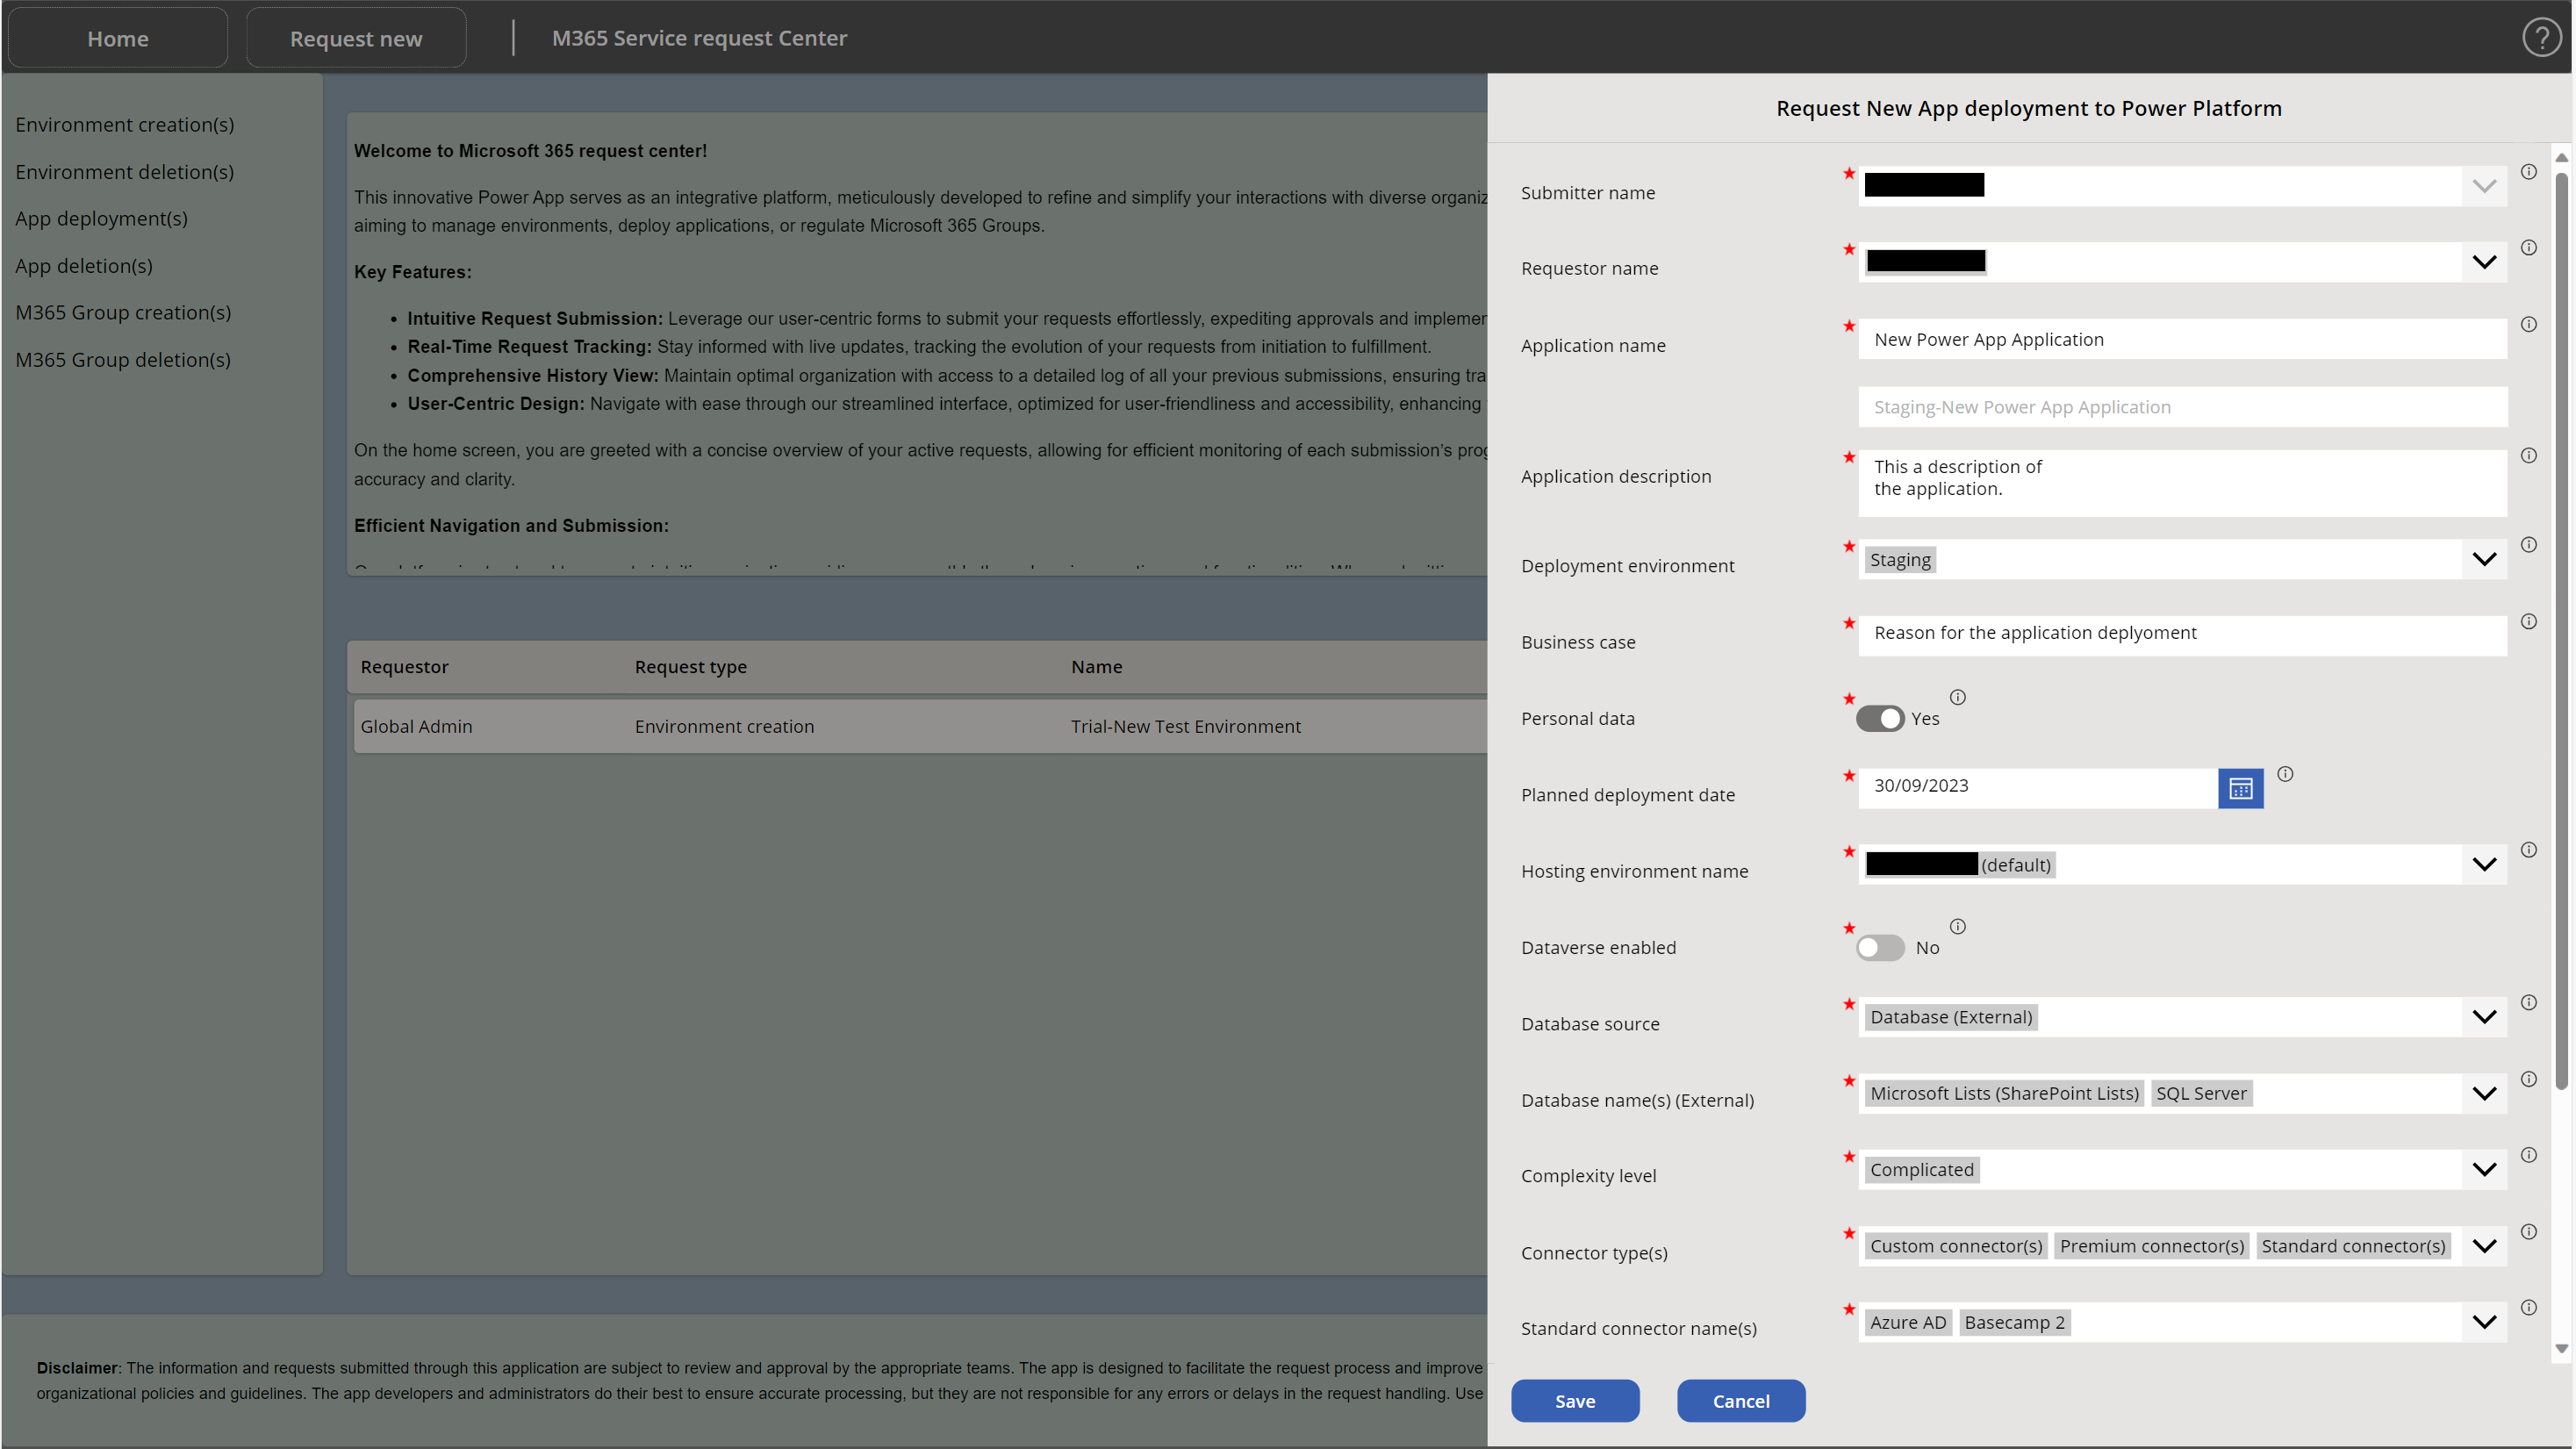 Home
Request new
M365 Service request Center
Environment creation(s)
Environment deletion(s)
App deployment(s)
App deletion(s)
M365 Group creation(s)
M365 Group deletion(s)
Welcome to Microsoft 365 request center!
This innovative Power App serves as an integrative platform, meticulously developed to refine and simplify your interactions with diverse organiz
aiming to manage environments, deploy applications, or regulate Microsoft 365 Groups.
Key Features:
• Intuitive Request Submission: Leverage our user-centric forms to submit your requests effortlessly, expediting approvals and implemen
• Real-Time Request Tracking: Stay informed with live updates, tracking the evolution of your requests from initiation to fulfillment.
• Comprehensive History View: Maintain optimal organization with access to a detailed log of all your previous submissions, ensuring tra
• User-Centric Design: Navigate with ease through our streamlined interface, optimized for user-friendliness and accessibility, enhancing
On the home screen, you are greeted with a concise overview of your active requests, allowing for efficient monitoring of each submission's prog
accuracy and clarity.
Efficient Navigation and Submission:
Requestor Request type Name
Global Admin Environment creation Trial-New Test Environment
Disclaimer: The information and requests submitted through this application are subject to review and approval by the appropriate teams. The app is designed to facilitate the request process and improve
organizational policies and guidelines. The app developers and administrators do their best to ensure accurate processing, but they are not responsible for any errors or delays in the request handling. Use
Request New App deployment to Power Platform
Submitter name
Requestor name
Application name New Power App Application
Staging-New Power App Application
Application description This a description of
the application.
Deployment environment Staging
Business case Reason for the application deplyoment
Personal data Yes
Planned deployment date 30/09/2023
Hosting environment name (default)
Dataverse enabled No
Database source Database (External)
Database name(s) (External) Microsoft Lists (SharePoint Lists) SQL Server
Complexity level Complicated
Connector type(s) Custom connector(s) Premium connector(s) Standard connector(s)
Standard connector name(s) Azure AD Basecamp 2
Save Cancel